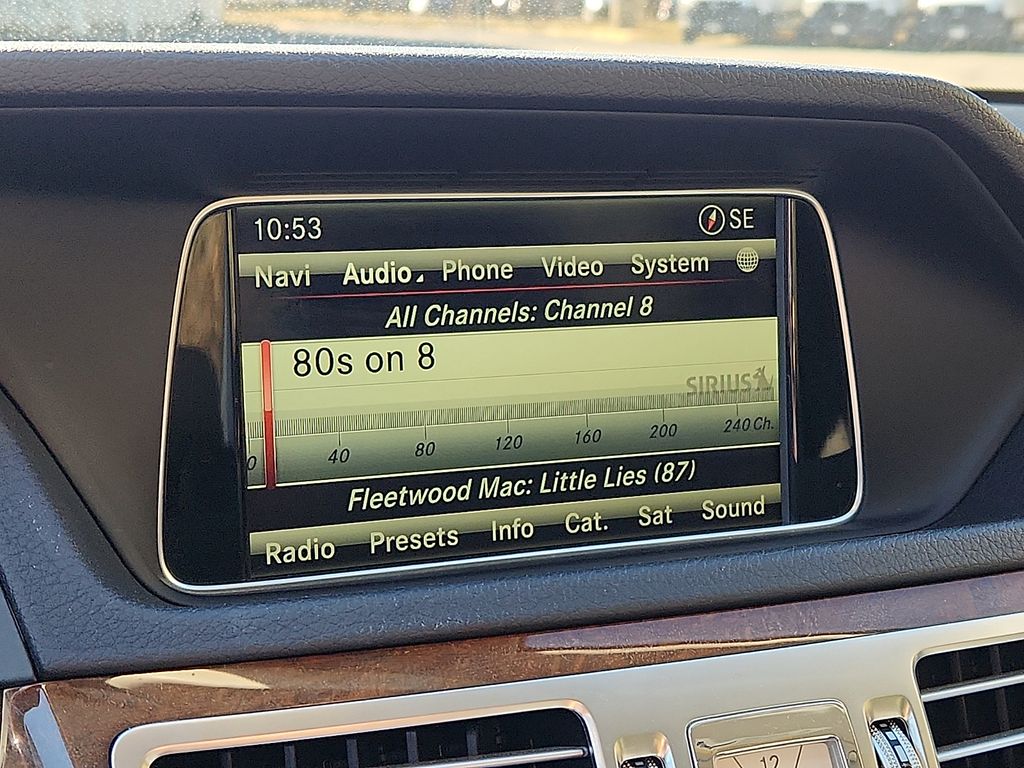 10:53 SE
Navi Audio Phone Video System
All Channels: Channel 8
80s on 8
SIRIUS
0 40 80 120 160 200 240 Ch.
Fleetwood Mac: Little Lies (87)
Radio Presets Info Cat. Sat Sound
12